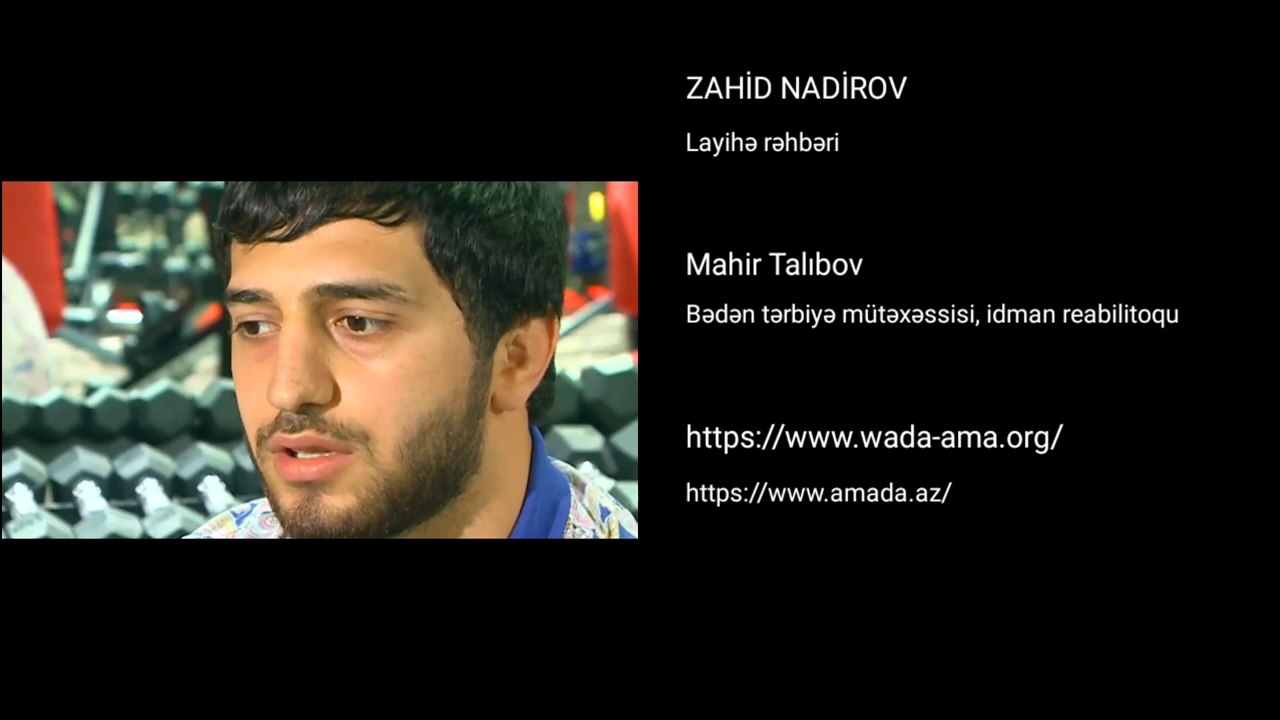 ZAHİD NADİROV
Layihə rəhbəri
Mahir Talıbov
Bədən tərbiyə mütəxəssisi, idman reabilitoqu
https://www.wada-ama.org/
https://www.amada.az/